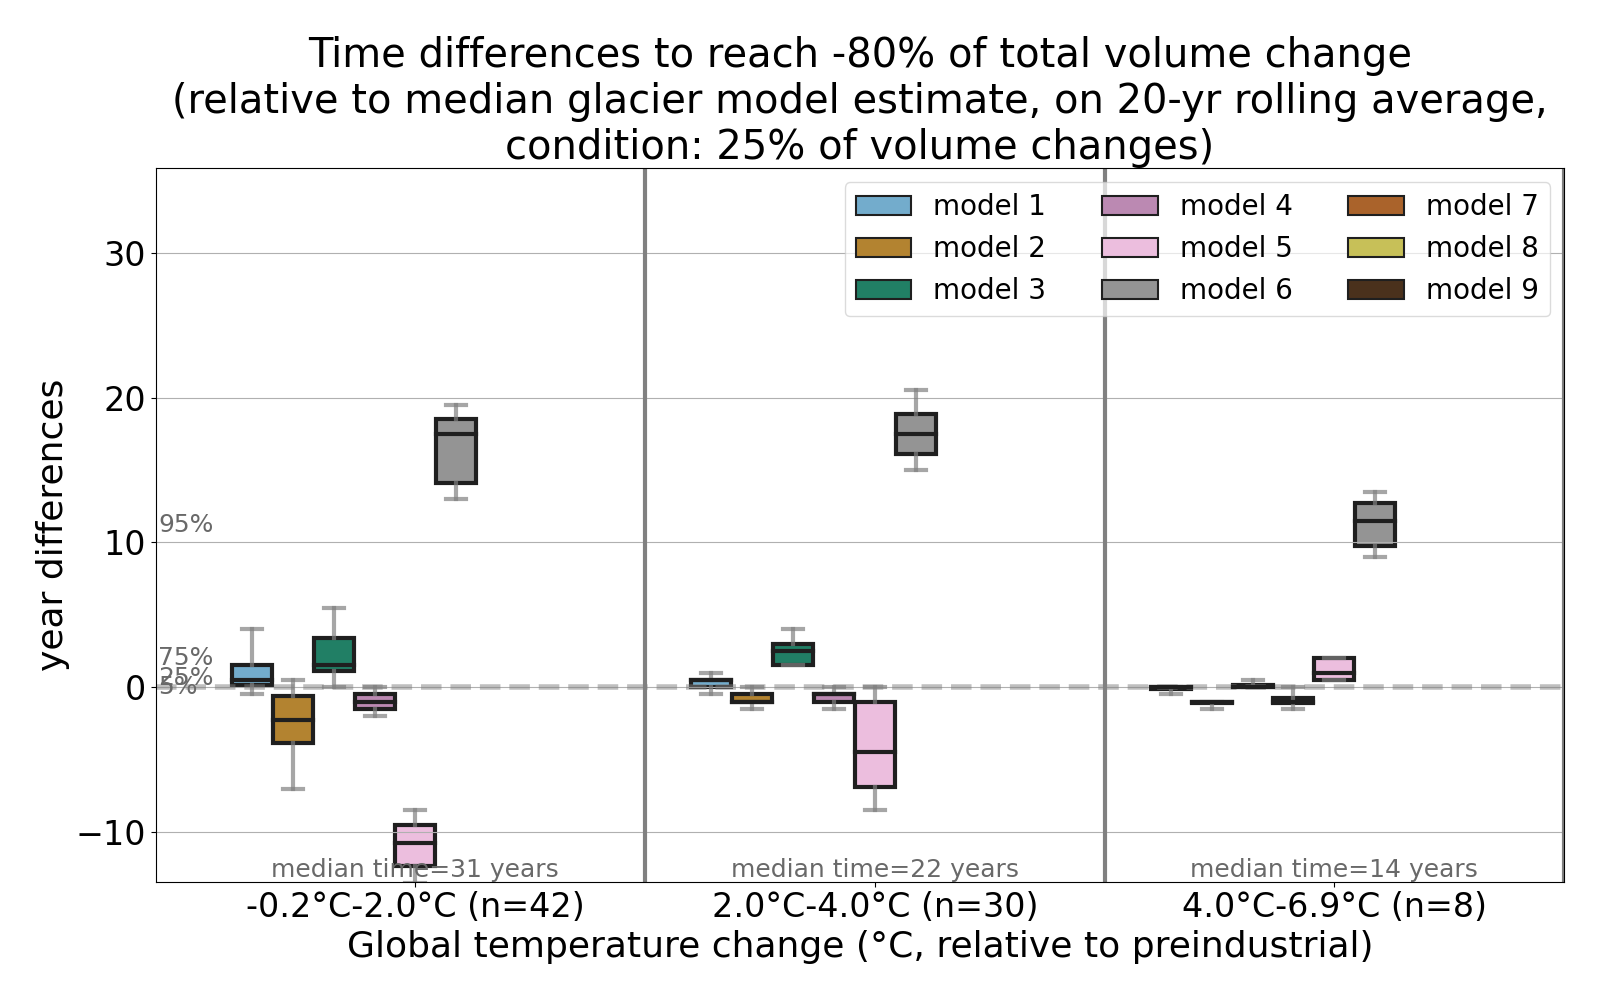 Time differences to reach -80% of total volume change
(relative to median glacier model estimate, on 20-yr rolling average,
condition: 25% of volume changes)
model 1
model 2
model 3
model 4
model 5
model 6
model 7
model 8
model 9
30
20
10
0
−10
year differences
95%
75%
25%
5%
median time=31 years
median time=22 years
median time=14 years
-0.2°C-2.0°C (n=42)
2.0°C-4.0°C (n=30)
4.0°C-6.9°C (n=8)
Global temperature change (°C, relative to preindustrial)